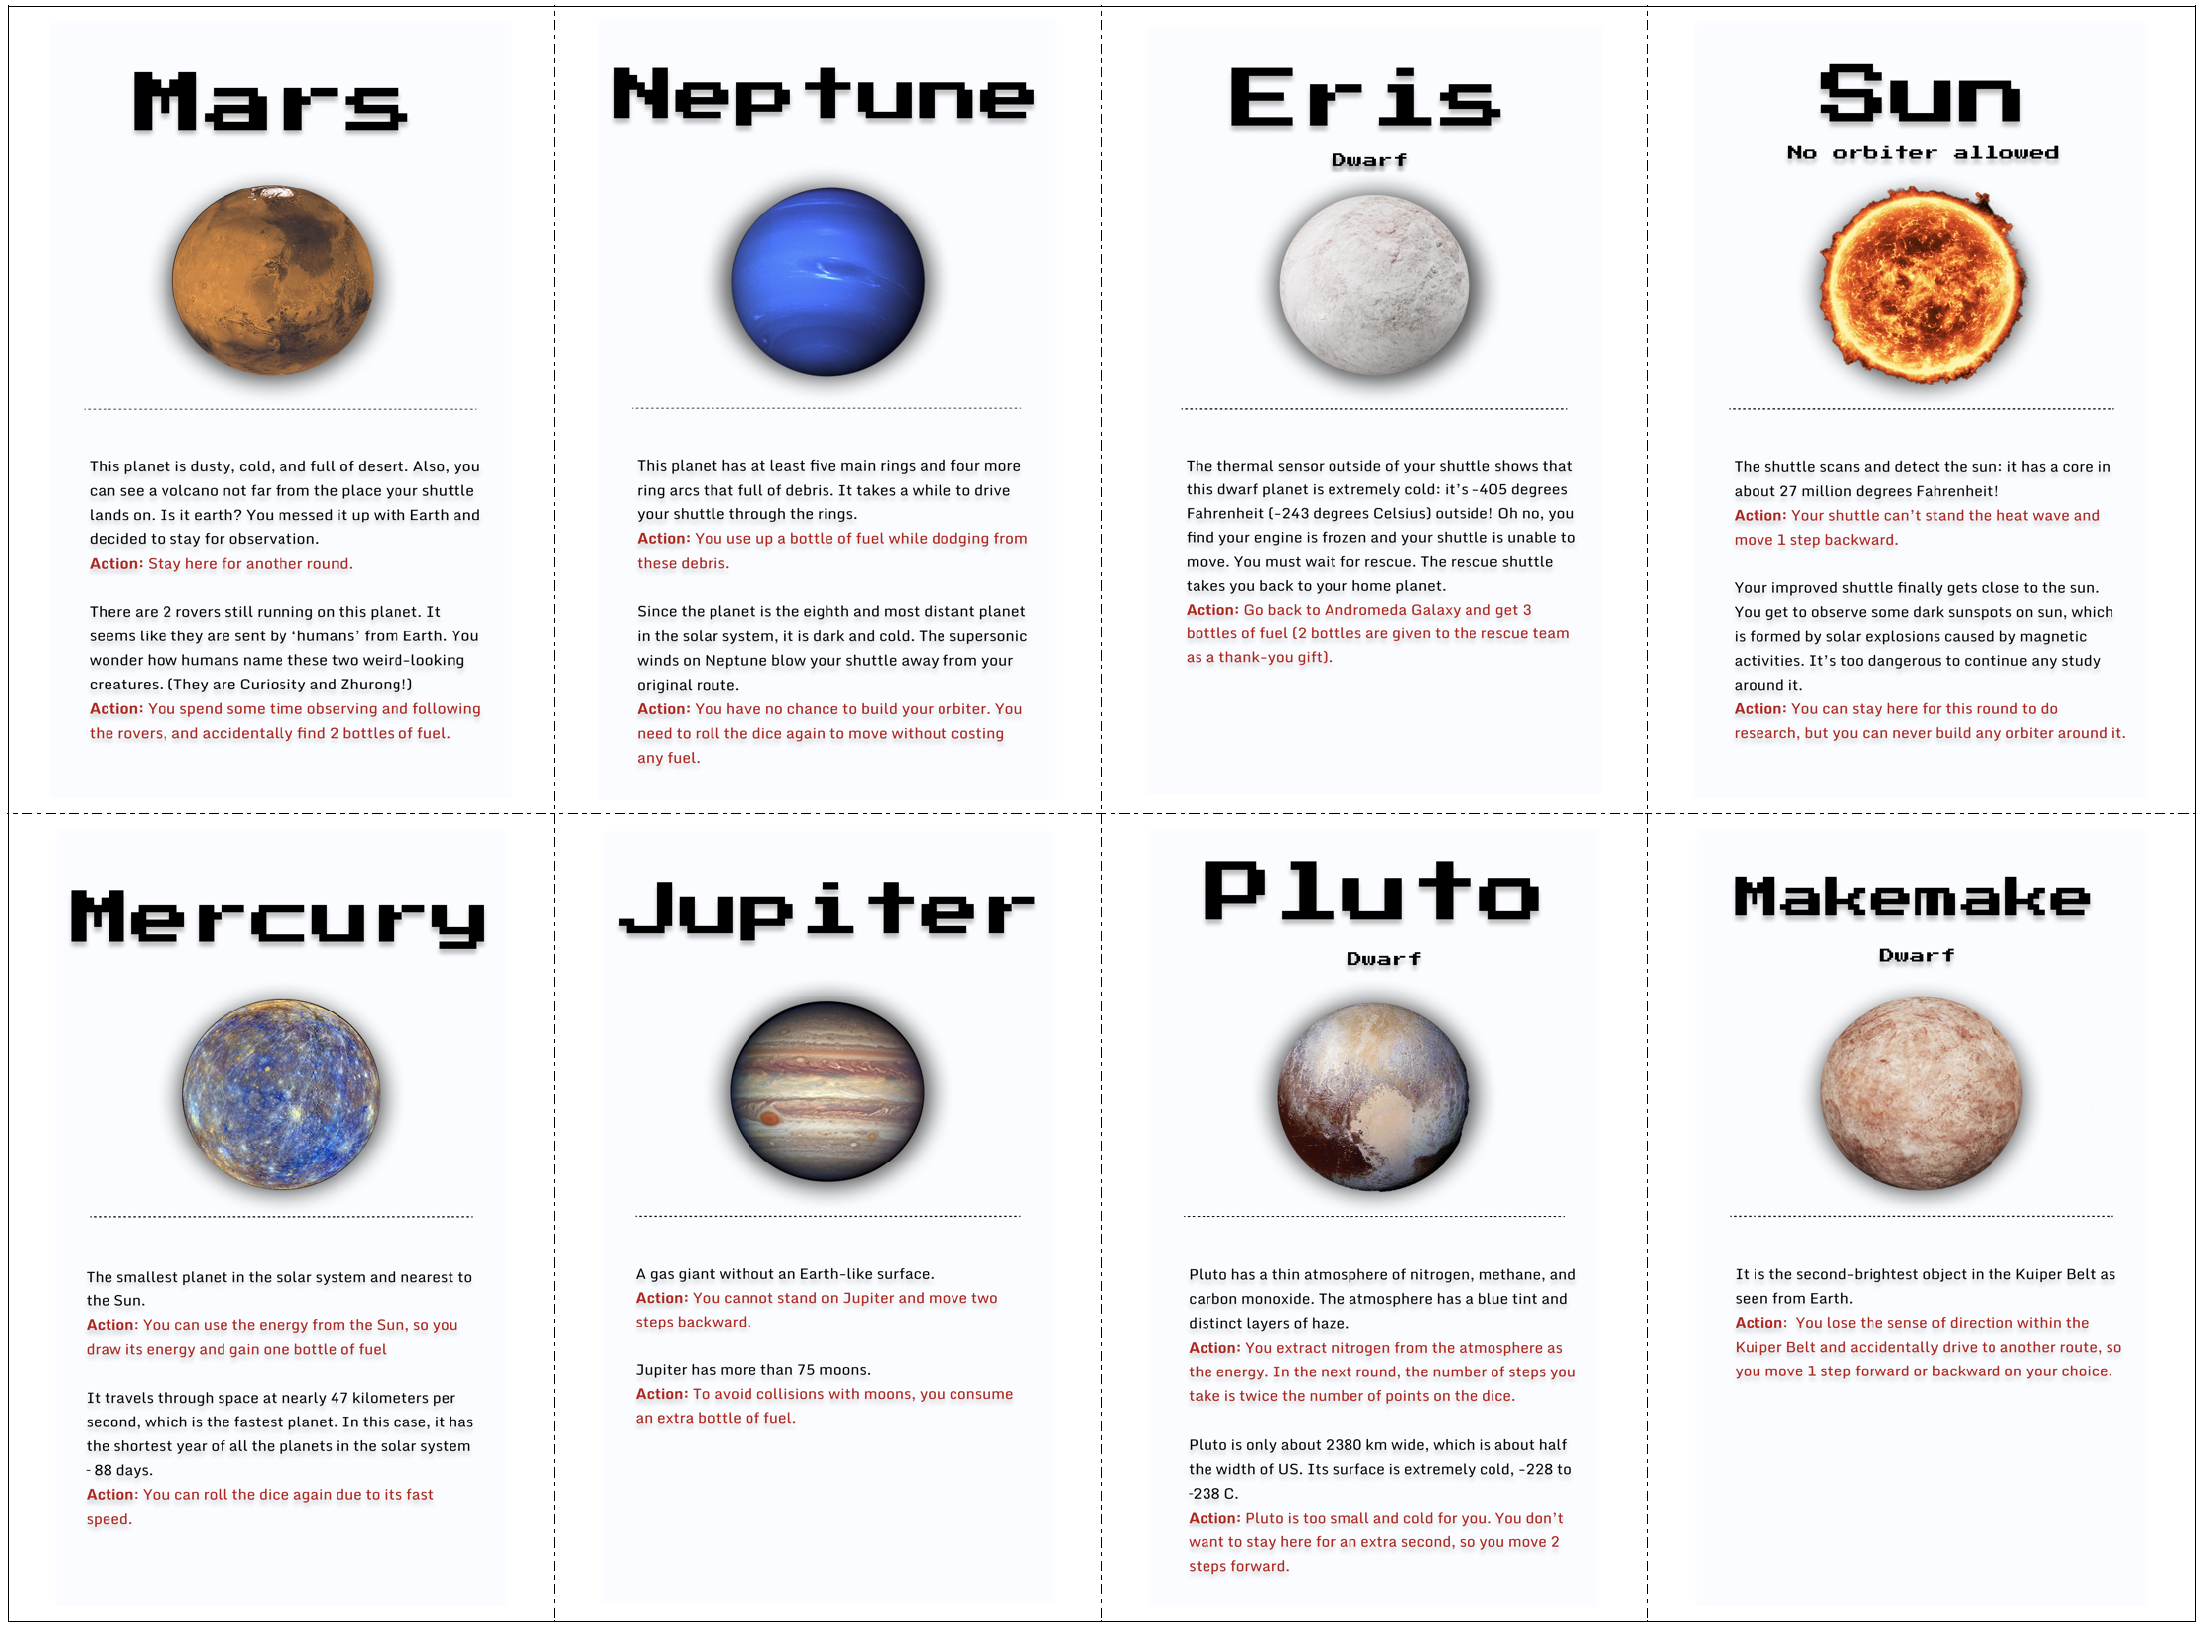 Mars
This planet is dusty, cold, and full of desert. Also, you
can see a volcano not far from the place your shuttle
lands on. Is it earth? You messed it up with Earth and
decided to stay for observation.
Action: Stay here for another round.
There are 2 rovers still running on this planet. It
seems like they are sent by ‘humans’ from Earth. You
wonder how humans name these two weird-looking
creatures. (They are Curiosity and Zhurong!)
Action: You spend some time observing and following
the rovers, and accidentally find 2 bottles of fuel.
Neptune
This planet has at least five main rings and four more
ring arcs that full of debris. It takes a while to drive
your shuttle through the rings.
Action: You use up a bottle of fuel while dodging from
these debris.
Since the planet is the eighth and most distant planet
in the solar system, it is dark and cold. The supersonic
winds on Neptune blow your shuttle away from your
original route.
Action: You have no chance to build your orbiter. You
need to roll the dice again to move without costing
any fuel.
Eris
Dwarf
The thermal sensor outside of your shuttle shows that
this dwarf planet is extremely cold: it’s -405 degrees
Fahrenheit (-243 degrees Celsius) outside! Oh no, you
find your engine is frozen and your shuttle is unable to
move. You must wait for rescue. The rescue shuttle
takes you back to your home planet.
Action: Go back to Andromeda Galaxy and get 3
bottles of fuel (2 bottles are given to the rescue team
as a thank-you gift).
Sun
No orbiter allowed
The shuttle scans and detect the sun: it has a core in
about 27 million degrees Fahrenheit!
Action: Your shuttle can’t stand the heat wave and
move 1 step backward.
Your improved shuttle finally gets close to the sun.
You get to observe some dark sunspots on sun, which
is formed by solar explosions caused by magnetic
activities. It’s too dangerous to continue any study
around it.
Action: You can stay here for this round to do
research, but you can never build any orbiter around it.
Mercury
The smallest planet in the solar system and nearest to
the Sun.
Action: You can use the energy from the Sun, so you
draw its energy and gain one bottle of fuel
It travels through space at nearly 47 kilometers per
second, which is the fastest planet. In this case, it has
the shortest year of all the planets in the solar system
- 88 days.
Action: You can roll the dice again due to its fast
speed.
Jupiter
A gas giant without an Earth-like surface.
Action: You cannot stand on Jupiter and move two
steps backward.
Jupiter has more than 75 moons.
Action: To avoid collisions with moons, you consume
an extra bottle of fuel.
Pluto
Dwarf
Pluto has a thin atmosphere of nitrogen, methane, and
carbon monoxide. The atmosphere has a blue tint and
distinct layers of haze.
Action: You extract nitrogen from the atmosphere as
the energy. In the next round, the number of steps you
take is twice the number of points on the dice.
Pluto is only about 2380 km wide, which is about half
the width of US. Its surface is extremely cold, -228 to
-238 C.
Action: Pluto is too small and cold for you. You don’t
want to stay here for an extra second, so you move 2
steps forward.
Makemake
Dwarf
It is the second-brightest object in the Kuiper Belt as
seen from Earth.
Action: You lose the sense of direction within the
Kuiper Belt and accidentally drive to another route, so
you move 1 step forward or backward on your choice.